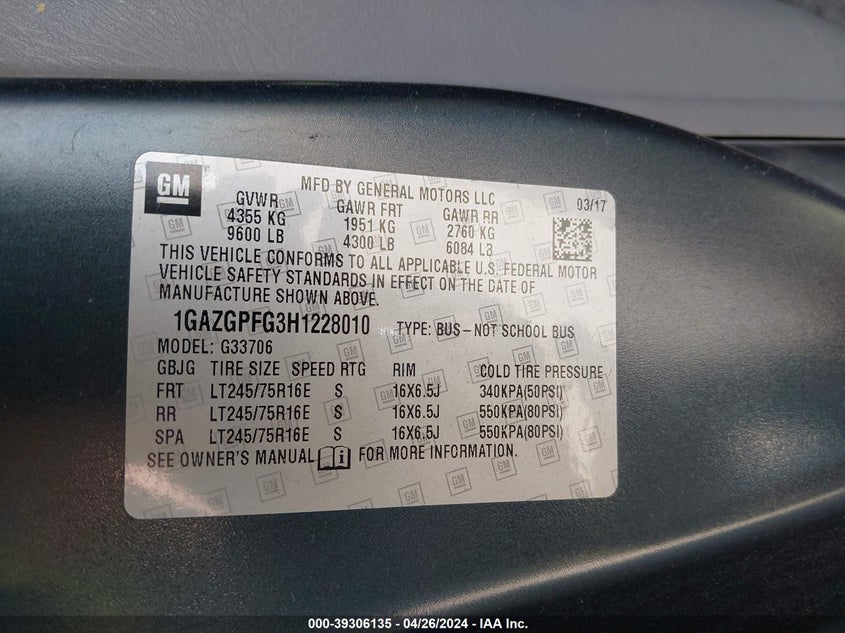 GM
MFD BY GENERAL MOTORS LLC 03/17
GVWR GAWR FRT GAWR RR
4355 KG 1951 KG 2760 KG
9600 LB 4300 LB 6084 LB
THIS VEHICLE CONFORMS TO ALL APPLICABLE U.S. FEDERAL MOTOR
VEHICLE SAFETY STANDARDS IN EFFECT ON THE DATE OF
MANUFACTURE SHOWN ABOVE.
1GAZGPFG3H1228010 TYPE: BUS-NOT SCHOOL BUS
MODEL: G33706
GBJG TIRE SIZE SPEED RTG RIM COLD TIRE PRESSURE
FRT LT245/75R16E S 16X6.5J 340KPA(50PSI)
RR LT245/75R16E S 16X6.5J 550KPA(80PSI)
SPA LT245/75R16E S 16X6.5J 550KPA(80PSI)
SEE OWNER'S MANUAL FOR MORE INFORMATION.
000-39306135 - 04/26/2024 - IAA Inc.